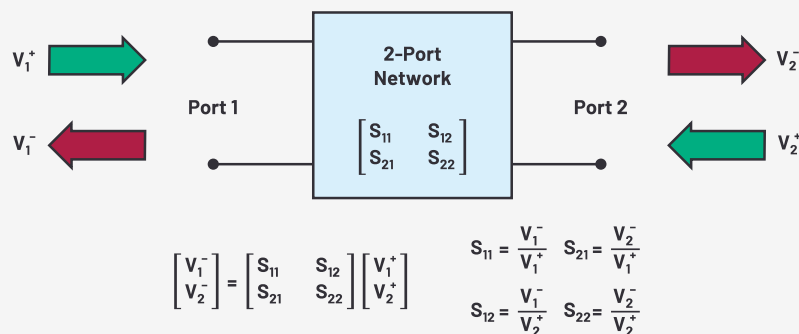 2-Port
Network
V₁⁺
V₂⁻
Port 1
Port 2
[S₁₁ S₁₂]
[S₂₁ S₂₂]
V₁⁻
V₂⁺
[V₁⁻] = [S₁₁ S₁₂] [V₁⁺]
[V₂⁻] [S₂₁ S₂₂] [V₂⁺]
S₁₁ = V₁⁻/V₁⁺ S₂₁ = V₂⁻/V₁⁺
S₁₂ = V₁⁻/V₂⁺ S₂₂ = V₂⁻/V₂⁺